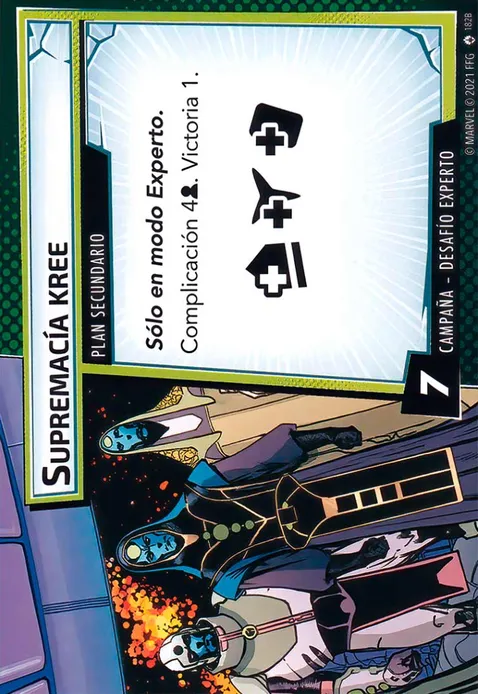 SUPREMACÍA KREE
PLAN SECUNDARIO
Sólo en modo Experto.
Complicación 4. Victoria 1.
7
CAMPAÑA - DESAFÍO EXPERTO
© MARVEL © 2021 FFG 182B